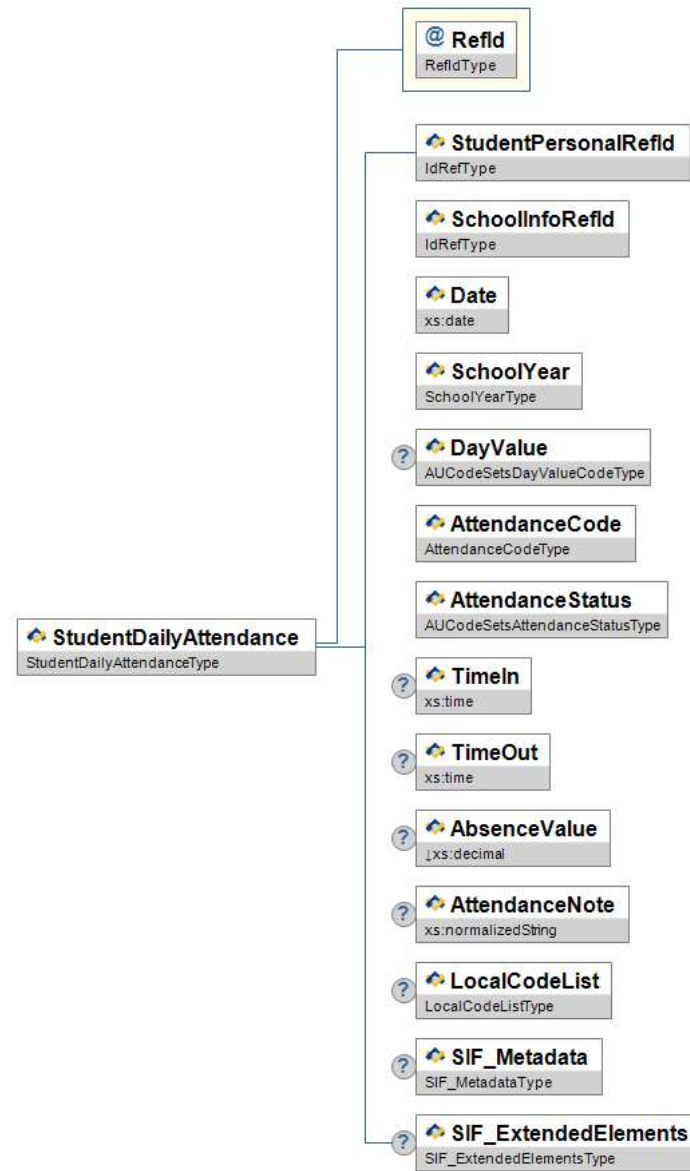 @ RefId
RefIdType
StudentPersonalRefId
IdRefType
SchoolInfoRefId
IdRefType
Date
xs:date
SchoolYear
SchoolYearType
? DayValue
AUCodeSetsDayValueCodeType
AttendanceCode
AttendanceCodeType
AttendanceStatus
AUCodeSetsAttendanceStatusType
StudentDailyAttendance
StudentDailyAttendanceType
? TimeIn
xs:time
? TimeOut
xs:time
? AbsenceValue
↓xs:decimal
? AttendanceNote
xs:normalizedString
? LocalCodeList
LocalCodeListType
? SIF_Metadata
SIF_MetadataType
? SIF_ExtendedElements
SIF_ExtendedElementsType